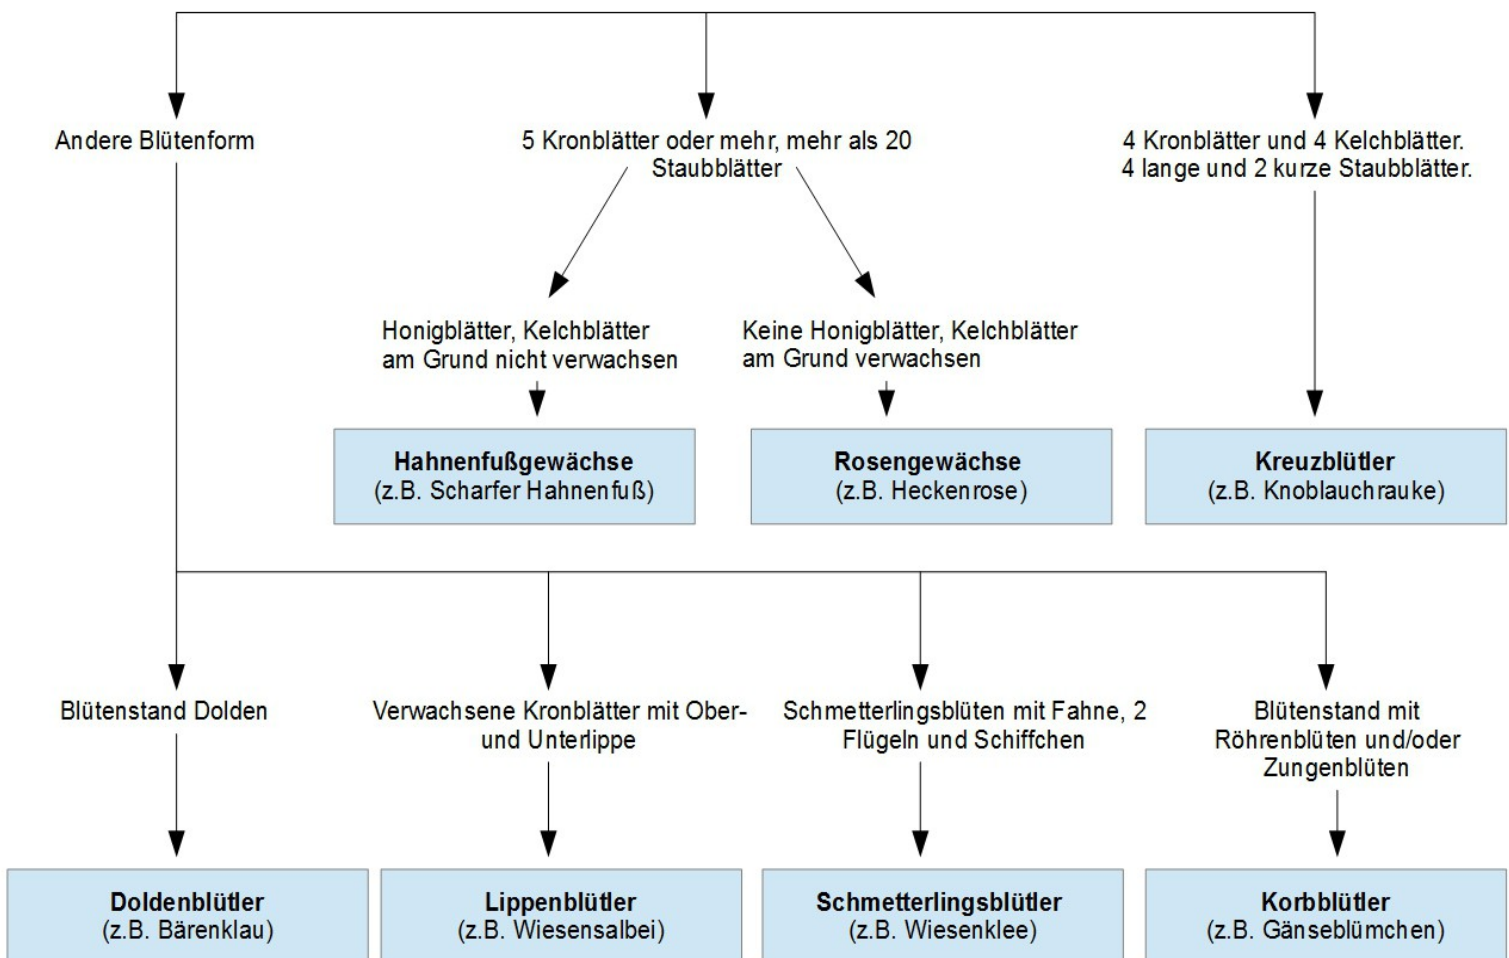 Andere Blütenform
5 Kronblätter oder mehr, mehr als 20
Staubblätter
4 Kronblätter und 4 Kelchblätter.
4 lange und 2 kurze Staubblätter.
Honigblätter, Kelchblätter
am Grund nicht verwachsen
Keine Honigblätter, Kelchblätter
am Grund verwachsen
Hahnenfußgewächse
(z.B. Scharfer Hahnenfuß)
Rosengewächse
(z.B. Heckenrose)
Kreuzblütler
(z.B. Knoblauchrauke)
Blütenstand Dolden
Verwachsene Kronblätter mit Ober-
und Unterlippe
Schmetterlingsblüten mit Fahne, 2
Flügeln und Schiffchen
Blütenstand mit
Röhrenblüten und/oder
Zungenblüten
Doldenblütler
(z.B. Bärenklau)
Lippenblütler
(z.B. Wiesensalbei)
Schmetterlingsblütler
(z.B. Wiesenklee)
Korbblütler
(z.B. Gänseblümchen)